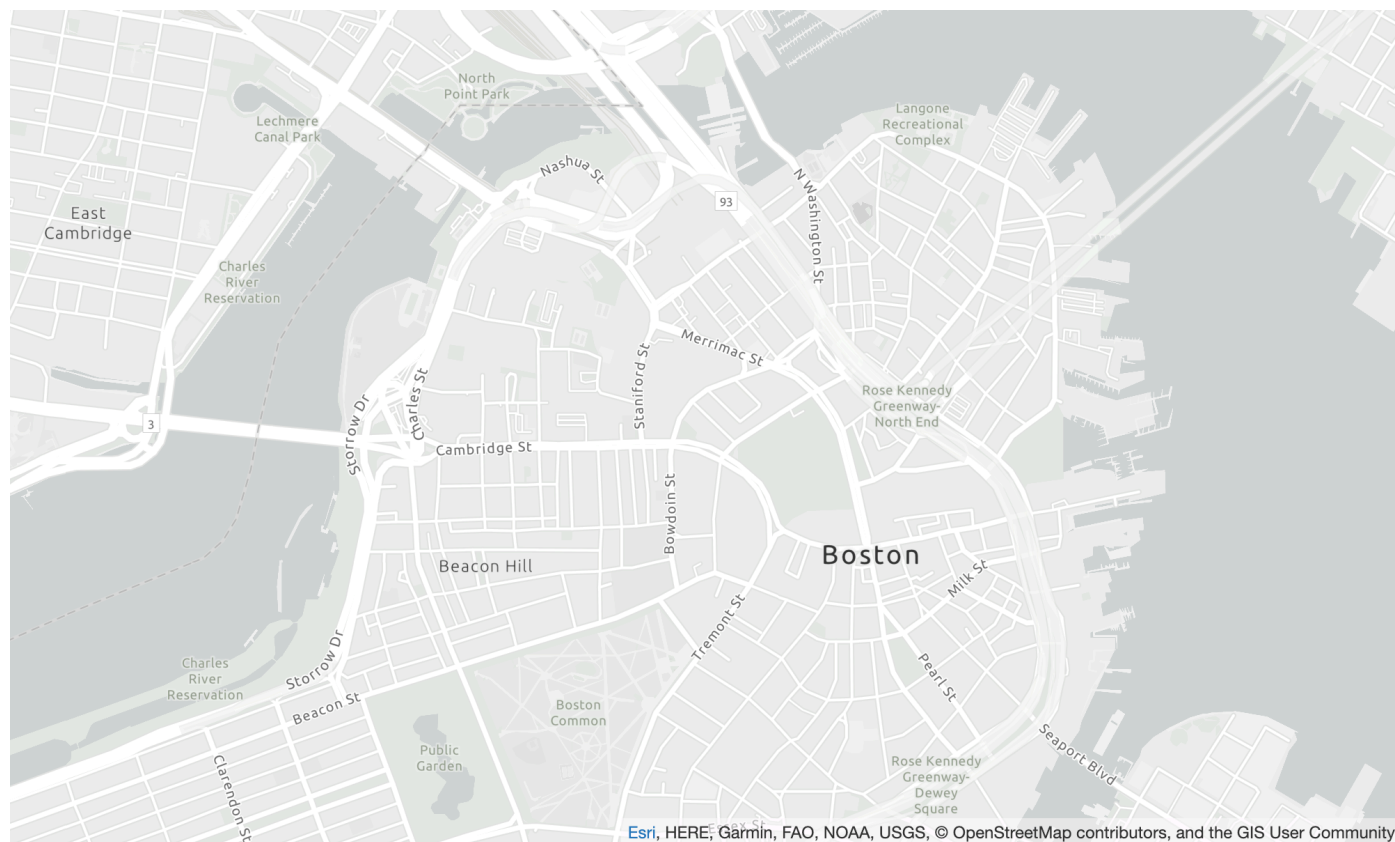 North
Point Park
Lechmere
Canal Park
Langone
Recreational
Complex
Nashua St
93
N Washington St
East
Cambridge
Charles
River
Reservation
Merrimac St
Staniford St
Charles St
Storrow Dr
3
Rose Kennedy
Greenway-
North End
Cambridge St
Bowdoin St
Boston
Beacon Hill
Milk St
Tremont St
Storrow Dr
Charles
River
Reservation
Pearl St
Beacon St
Boston
Common
Public
Garden
Seaport Blvd
Clarendon St
Rose Kennedy
Greenway-
Dewey
Square
Essex St
Esri, HERE, Garmin, FAO, NOAA, USGS, © OpenStreetMap contributors, and the GIS User Community